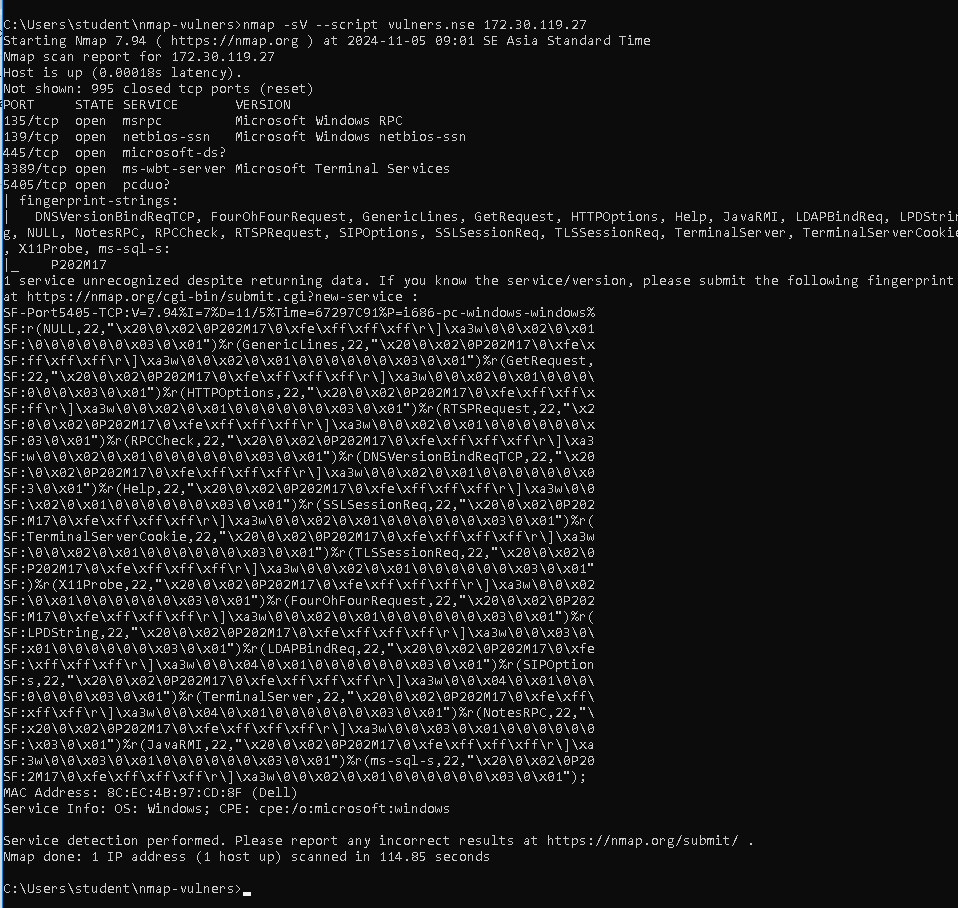 C:\Users\student\nmap-vulners>nmap -sV --script vulners.nse 172.30.119.27
Starting Nmap 7.94 ( https://nmap.org ) at 2024-11-05 09:01 SE Asia Standard Time
Nmap scan report for 172.30.119.27
Host is up (0.00018s latency).
Not shown: 995 closed tcp ports (reset)
PORT     STATE SERVICE       VERSION
135/tcp  open  msrpc         Microsoft Windows RPC
139/tcp  open  netbios-ssn   Microsoft Windows netbios-ssn
445/tcp  open  microsoft-ds?
3389/tcp open  ms-wbt-server Microsoft Terminal Services
5405/tcp open  pcduo?
| fingerprint-strings:
|   DNSVersionBindReqTCP, FourOhFourRequest, GenericLines, GetRequest, HTTPOptions, Help, JavaRMI, LDAPBindReq, LPDStrin
g, NULL, NotesRPC, RPCCheck, RTSPRequest, SIPOptions, SSLSessionReq, TLSSessionReq, TerminalServer, TerminalServerCookie
, X11Probe, ms-sql-s:
|_    P202M17
1 service unrecognized despite returning data. If you know the service/version, please submit the following fingerprint
at https://nmap.org/cgi-bin/submit.cgi?new-service :
SF-Port5405-TCP:V=7.94%I=7%D=11/5%Time=67297C91%P=i686-pc-windows-windows%
SF:r(NULL,22,"\x20\0\x02\0P202M17\0\xfe\xff\xff\xff\r\]\xa3w\0\0\x02\0\x01
SF:\0\0\0\0\0\0\x03\0\x01")%r(GenericLines,22,"\x20\0\x02\0P202M17\0\xfe\x
SF:ff\xff\xff\r\]\xa3w\0\0\x02\0\x01\0\0\0\0\0\0\x03\0\x01")%r(GetRequest,
SF:22,"\x20\0\x02\0P202M17\0\xfe\xff\xff\xff\r\]\xa3w\0\0\x02\0\x01\0\0\0\
SF:0\0\0\x03\0\x01")%r(HTTPOptions,22,"\x20\0\x02\0P202M17\0\xfe\xff\xff\x
SF:ff\r\]\xa3w\0\0\x02\0\x01\0\0\0\0\0\0\x03\0\x01")%r(RTSPRequest,22,"\x2
SF:0\0\x02\0P202M17\0\xfe\xff\xff\xff\r\]\xa3w\0\0\x02\0\x01\0\0\0\0\0\0\x
SF:03\0\x01")%r(RPCCheck,22,"\x20\0\x02\0P202M17\0\xfe\xff\xff\xff\r\]\xa3
SF:w\0\0\x02\0\x01\0\0\0\0\0\0\x03\0\x01")%r(DNSVersionBindReqTCP,22,"\x20
SF:\0\x02\0P202M17\0\xfe\xff\xff\xff\r\]\xa3w\0\0\x02\0\x01\0\0\0\0\0\0\x0
SF:3\0\x01")%r(Help,22,"\x20\0\x02\0P202M17\0\xfe\xff\xff\xff\r\]\xa3w\0\0
SF:\x02\0\x01\0\0\0\0\0\0\x03\0\x01")%r(SSLSessionReq,22,"\x20\0\x02\0P202
SF:M17\0\xfe\xff\xff\xff\r\]\xa3w\0\0\x02\0\x01\0\0\0\0\0\0\x03\0\x01")%r(
SF:TerminalServerCookie,22,"\x20\0\x02\0P202M17\0\xfe\xff\xff\xff\r\]\xa3w
SF:\0\0\x02\0\x01\0\0\0\0\0\0\x03\0\x01")%r(TLSSessionReq,22,"\x20\0\x02\0
SF:P202M17\0\xfe\xff\xff\xff\r\]\xa3w\0\0\x02\0\x01\0\0\0\0\0\0\x03\0\x01"
SF:)%r(X11Probe,22,"\x20\0\x02\0P202M17\0\xfe\xff\xff\xff\r\]\xa3w\0\0\x02
SF:\0\x01\0\0\0\0\0\0\x03\0\x01")%r(FourOhFourRequest,22,"\x20\0\x02\0P202
SF:M17\0\xfe\xff\xff\xff\r\]\xa3w\0\0\x02\0\x01\0\0\0\0\0\0\x03\0\x01")%r(
SF:LPDString,22,"\x20\0\x02\0P202M17\0\xfe\xff\xff\xff\r\]\xa3w\0\0\x03\0\
SF:x01\0\0\0\0\0\0\x03\0\x01")%r(LDAPBindReq,22,"\x20\0\x02\0P202M17\0\xfe
SF:\xff\xff\xff\r\]\xa3w\0\0\x04\0\x01\0\0\0\0\0\0\x03\0\x01")%r(SIPOption
SF:s,22,"\x20\0\x02\0P202M17\0\xfe\xff\xff\xff\r\]\xa3w\0\0\x04\0\x01\0\0\
SF:0\0\0\0\x03\0\x01")%r(TerminalServer,22,"\x20\0\x02\0P202M17\0\xfe\xff\
SF:xff\xff\r\]\xa3w\0\0\x04\0\x01\0\0\0\0\0\0\x03\0\x01")%r(NotesRPC,22,"\
SF:x20\0\x02\0P202M17\0\xfe\xff\xff\xff\r\]\xa3w\0\0\x03\0\x01\0\0\0\0\0\0
SF:\x03\0\x01")%r(JavaRMI,22,"\x20\0\x02\0P202M17\0\xfe\xff\xff\xff\r\]\xa
SF:3w\0\0\x03\0\x01\0\0\0\0\0\0\x03\0\x01")%r(ms-sql-s,22,"\x20\0\x02\0P20
SF:2M17\0\xfe\xff\xff\xff\r\]\xa3w\0\0\x02\0\x01\0\0\0\0\0\0\x03\0\x01");
MAC Address: 8C:EC:4B:97:CD:8F (Dell)
Service Info: OS: Windows; CPE: cpe:/o:microsoft:windows
Service detection performed. Please report any incorrect results at https://nmap.org/submit/ .
Nmap done: 1 IP address (1 host up) scanned in 114.85 seconds
C:\Users\student\nmap-vulners>